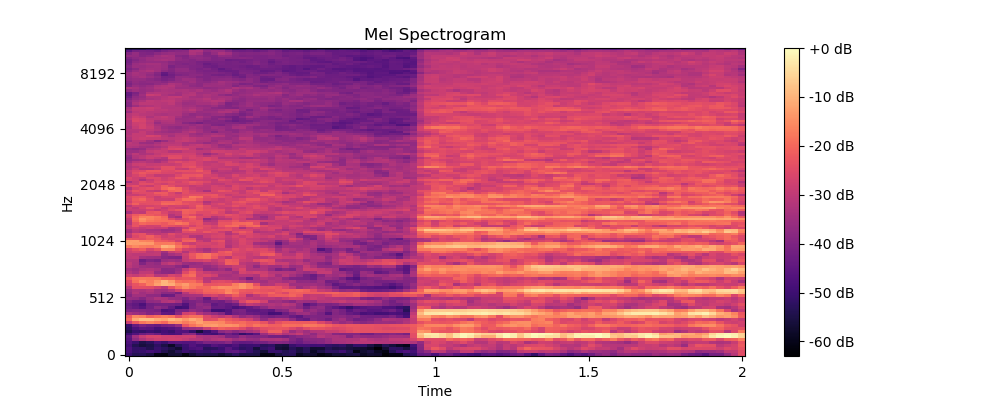 Mel Spectrogram
+0 dB
8192
-10 dB
4096
-20 dB
2048
-30 dB
Hz
1024
-40 dB
512
-50 dB
0
-60 dB
0 0.5 1 1.5 2
Time